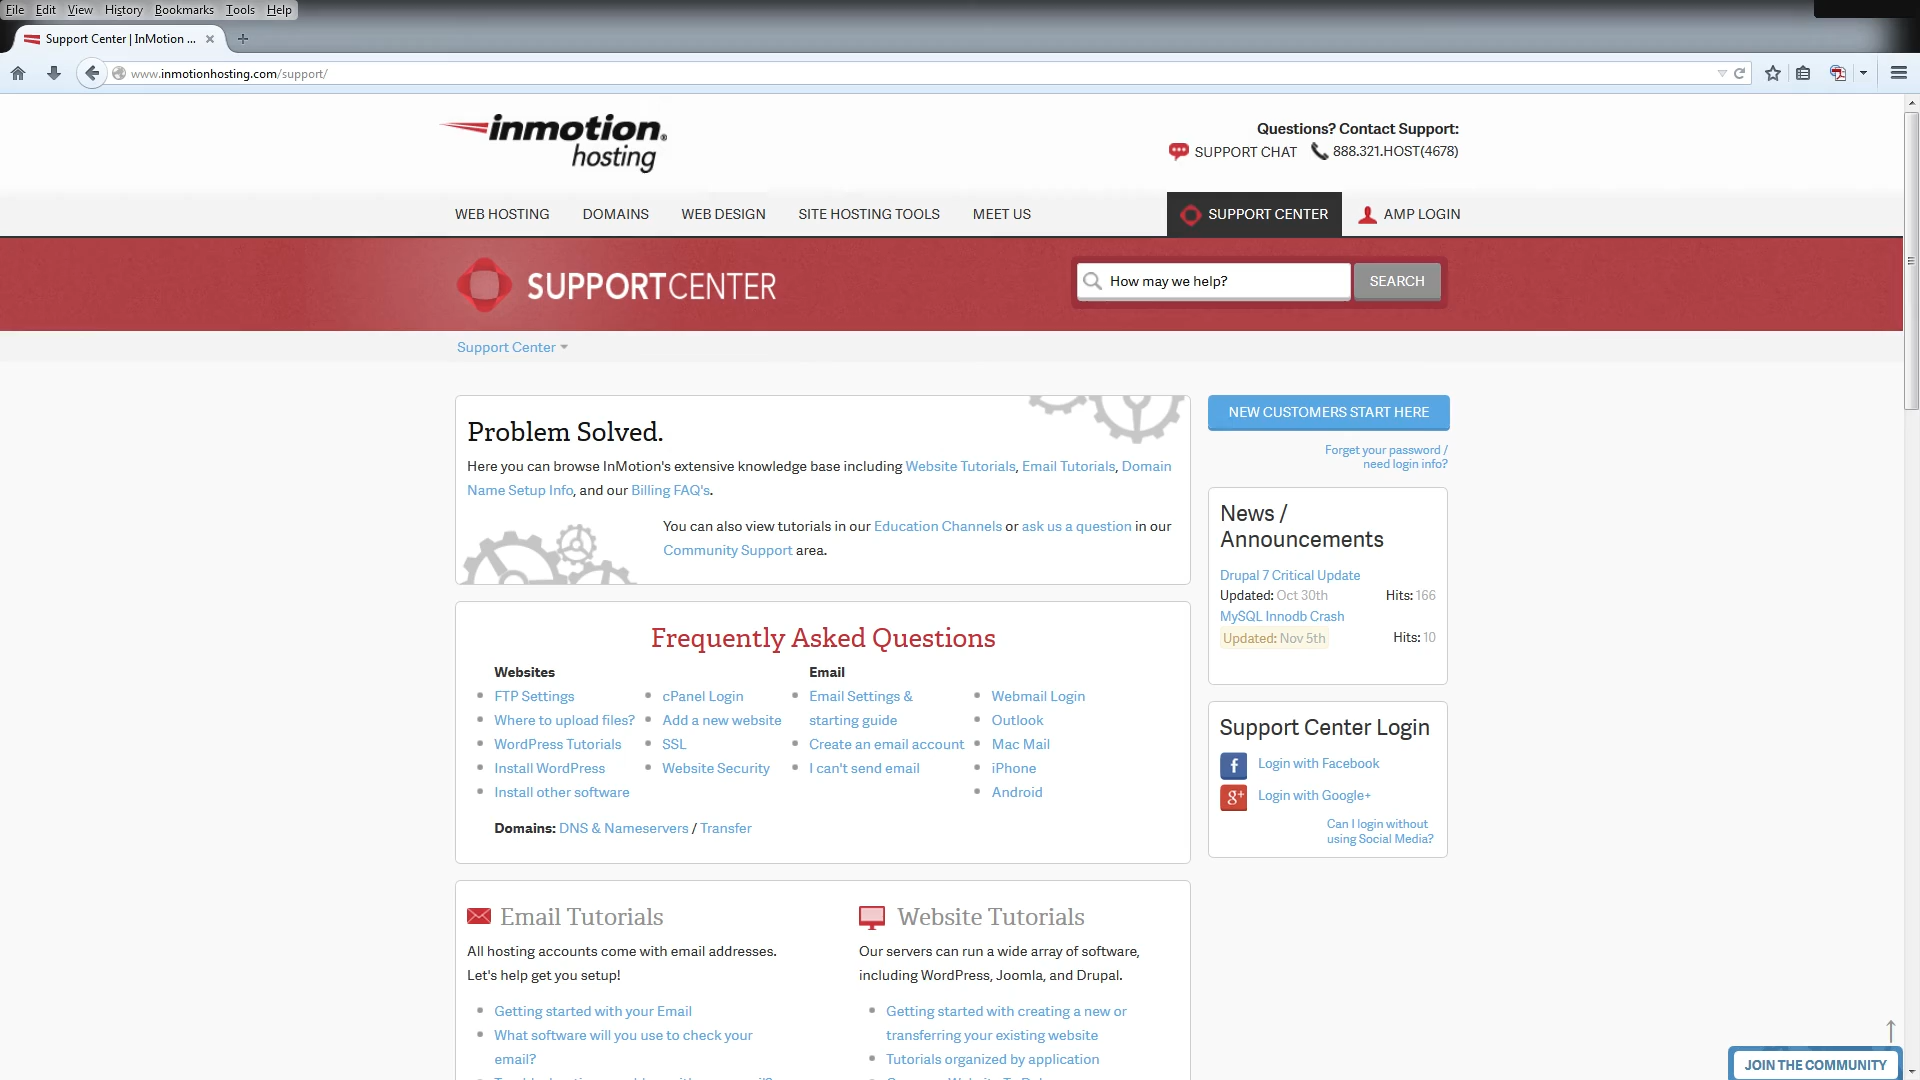 File Edit View History Bookmarks Tools Help
Support Center | InMotion ...
www.inmotionhosting.com/support/
inmotion®
hosting
Questions? Contact Support:
SUPPORT CHAT 888.321.HOST(4678)
WEB HOSTING DOMAINS WEB DESIGN SITE HOSTING TOOLS MEET US SUPPORT CENTER AMP LOGIN
SUPPORTCENTER
How may we help? SEARCH
Support Center
Problem Solved.
Here you can browse InMotion's extensive knowledge base including Website Tutorials, Email Tutorials, Domain
Name Setup Info, and our Billing FAQ's.
You can also view tutorials in our Education Channels or ask us a question in our
Community Support area.
NEW CUSTOMERS START HERE
Forget your password /
need login info?
News /
Announcements
Drupal 7 Critical Update
Updated: Oct 30th Hits: 166
MySQL Innodb Crash
Updated: Nov 5th Hits: 10
Frequently Asked Questions
Websites Email
FTP Settings cPanel Login Email Settings & Webmail Login
Where to upload files? Add a new website starting guide Outlook
WordPress Tutorials SSL Create an email account Mac Mail
Install WordPress Website Security I can't send email iPhone
Install other software Android
Domains: DNS & Nameservers / Transfer
Support Center Login
f Login with Facebook
g+ Login with Google+
Can I login without
using Social Media?
Email Tutorials
All hosting accounts come with email addresses.
Let's help get you setup!
Getting started with your Email
What software will you use to check your
email?
Website Tutorials
Our servers can run a wide array of software,
including WordPress, Joomla, and Drupal.
Getting started with creating a new or
transferring your existing website
Tutorials organized by application
JOIN THE COMMUNITY